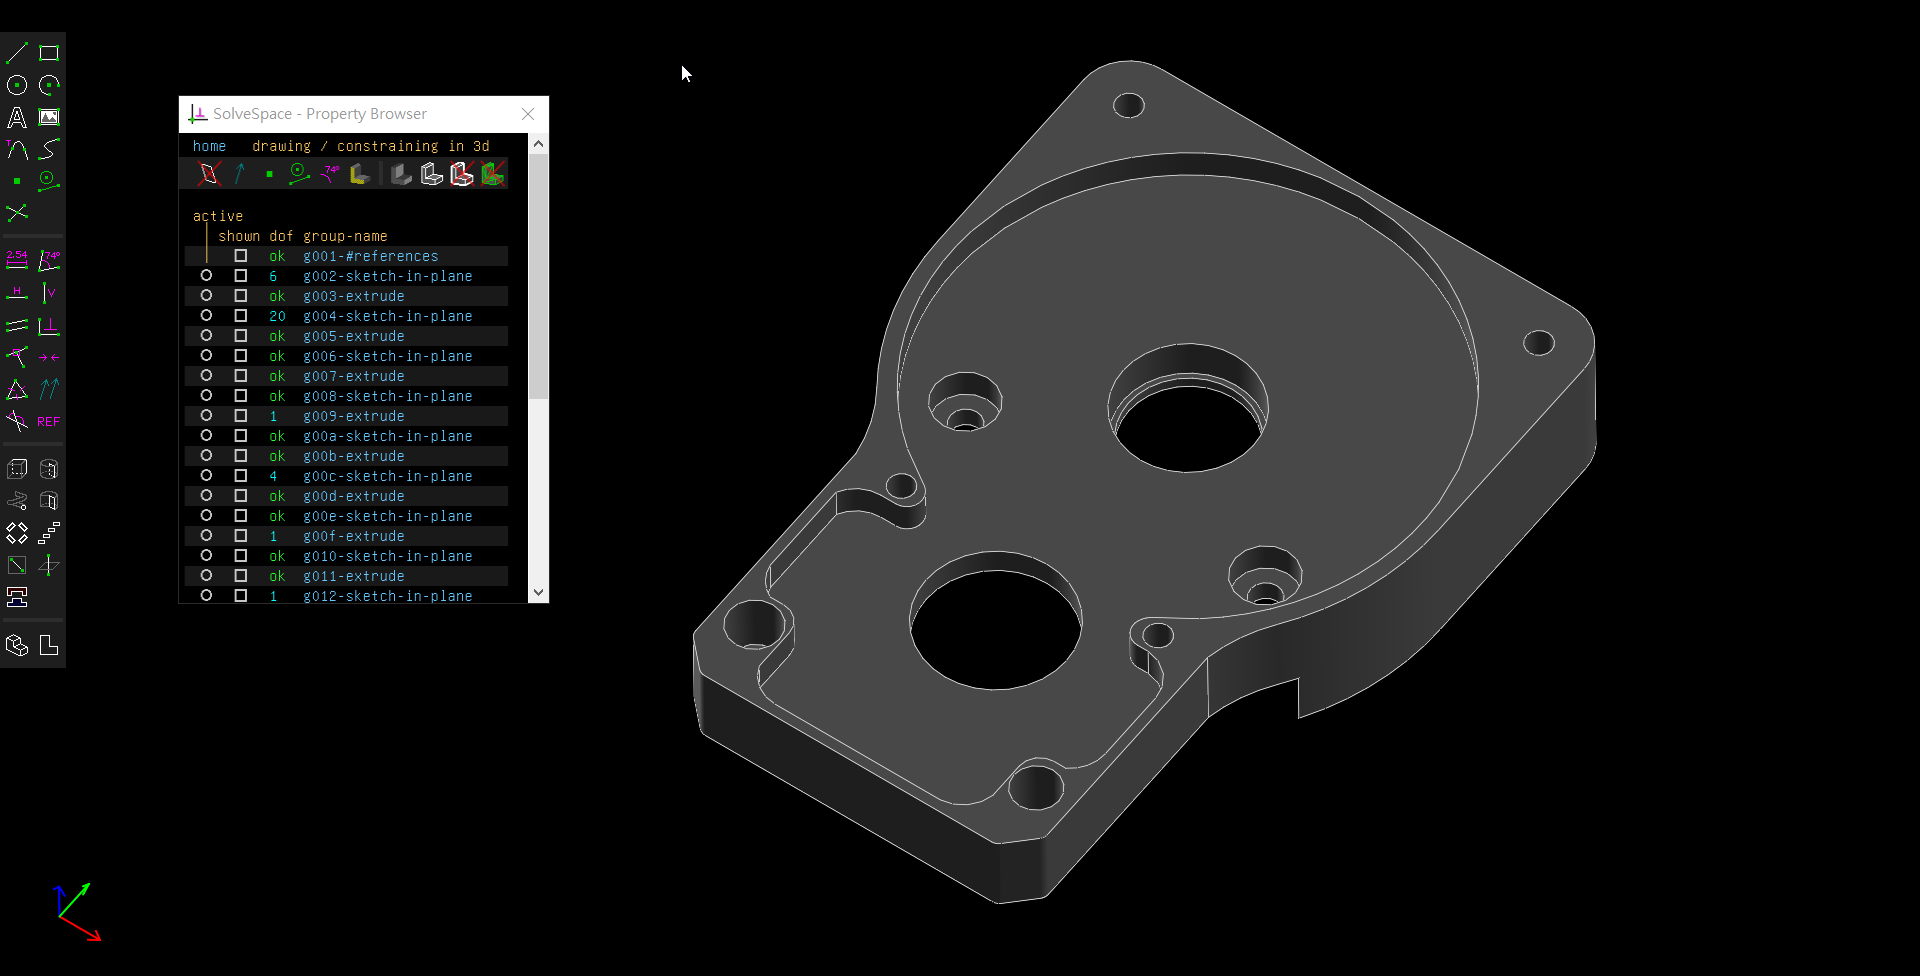 SolveSpace - Property Browser
home drawing / constraining in 3d
74°
active
shown dof group-name
ok g001-#references
6 g002-sketch-in-plane
ok g003-extrude
20 g004-sketch-in-plane
ok g005-extrude
ok g006-sketch-in-plane
ok g007-extrude
ok g008-sketch-in-plane
1 g009-extrude
ok g00a-sketch-in-plane
ok g00b-extrude
4 g00c-sketch-in-plane
ok g00d-extrude
ok g00e-sketch-in-plane
1 g00f-extrude
ok g010-sketch-in-plane
ok g011-extrude
1 g012-sketch-in-plane
A
T
2.54 74°
H V
REF